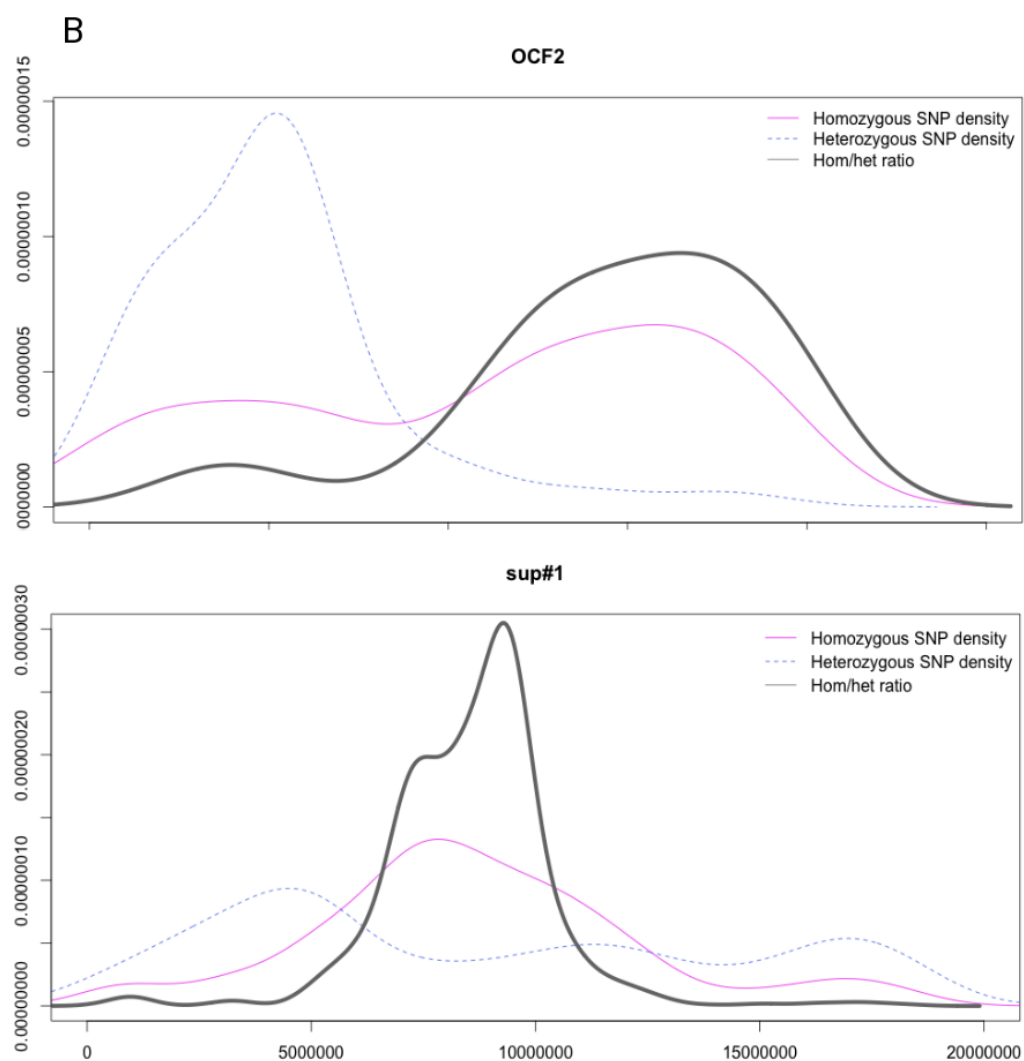 B
OCF2
0.00000015
0.00000010
0.00000005
0000000
Homozygous SNP density
Heterozygous SNP density
Hom/het ratio
sup#1
0.00000030
0.00000020
0.00000010
0.00000000
Homozygous SNP density
Heterozygous SNP density
Hom/het ratio
0 5000000 10000000 15000000 20000000